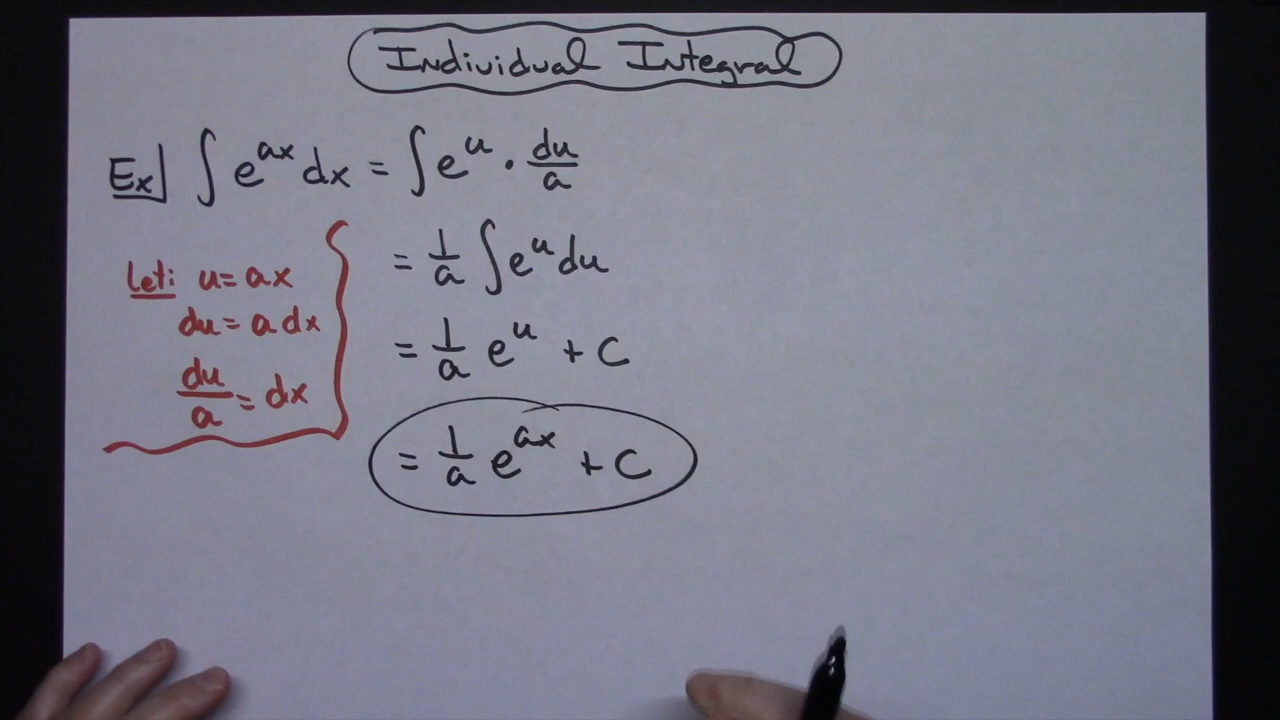 Individual Integral
Ex] ∫ e^{ax} dx = ∫ e^{u} · du/a
= 1/a ∫ e^{u} du
Let: u = ax
du = a dx
= 1/a e^{u} + C
du/a = dx
= 1/a e^{ax} + C